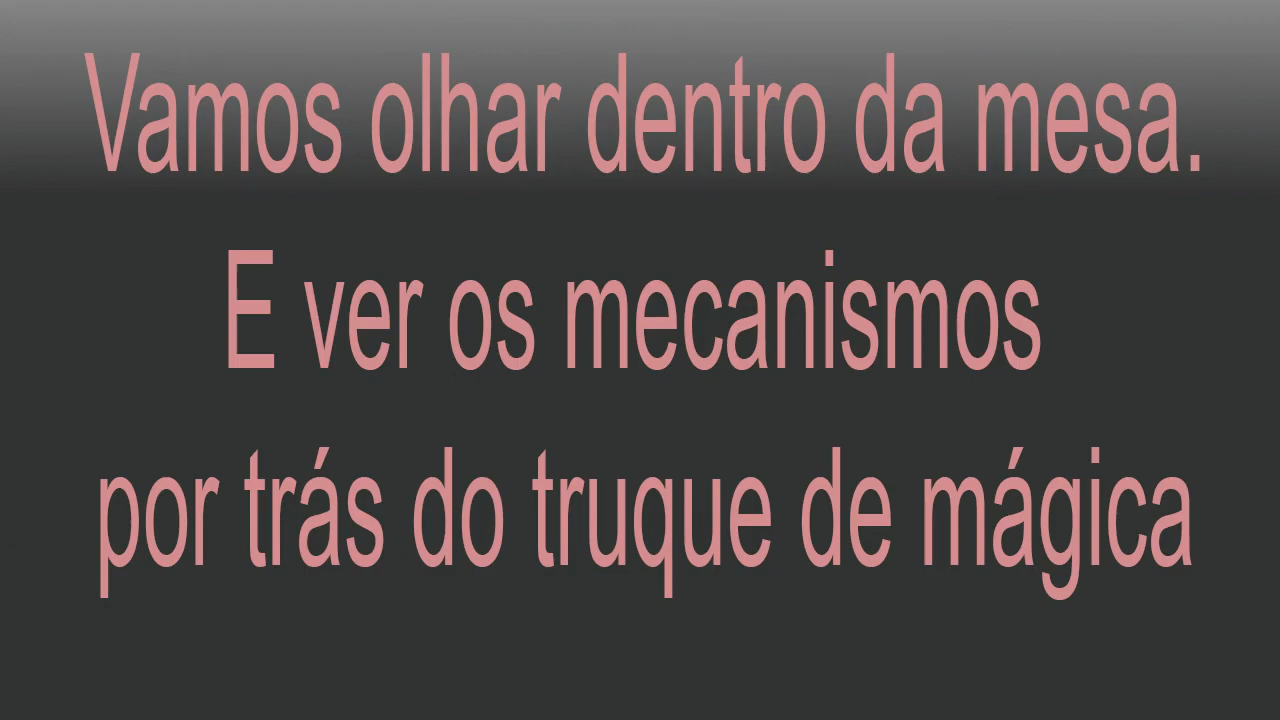 Vamos olhar dentro da mesa.
E ver os mecanismos
por trás do truque de mágica